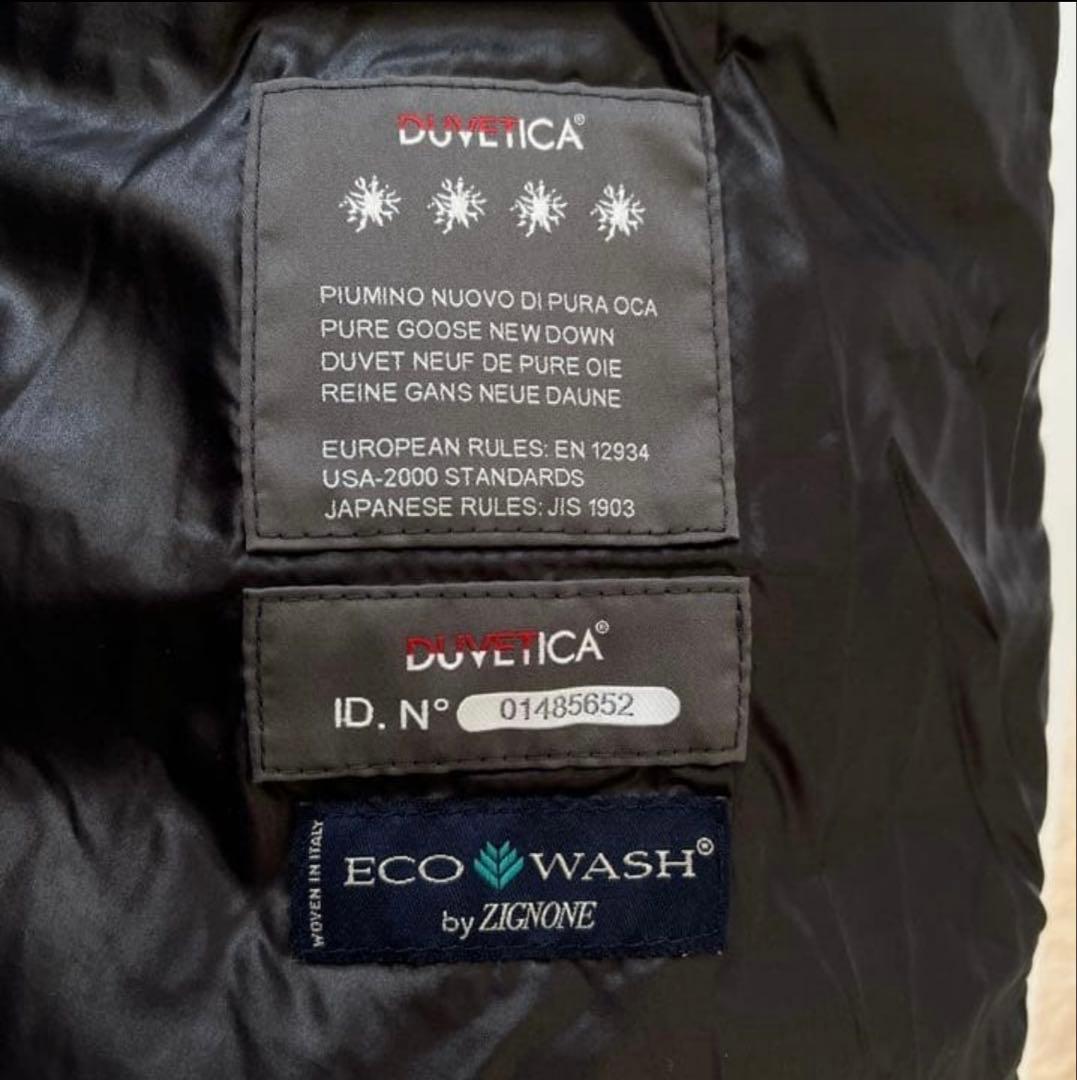 DUVETICA®
PIUMINO NUOVO DI PURA OCA
PURE GOOSE NEW DOWN
DUVET NEUF DE PURE OIE
REINE GANS NEUE DAUNE
EUROPEAN RULES: EN 12934
USA-2000 STANDARDS
JAPANESE RULES: JIS 1903
DUVETICA®
ID. N° 01485652
WOVEN IN ITALY
ECO WASH®
by ZIGNONE